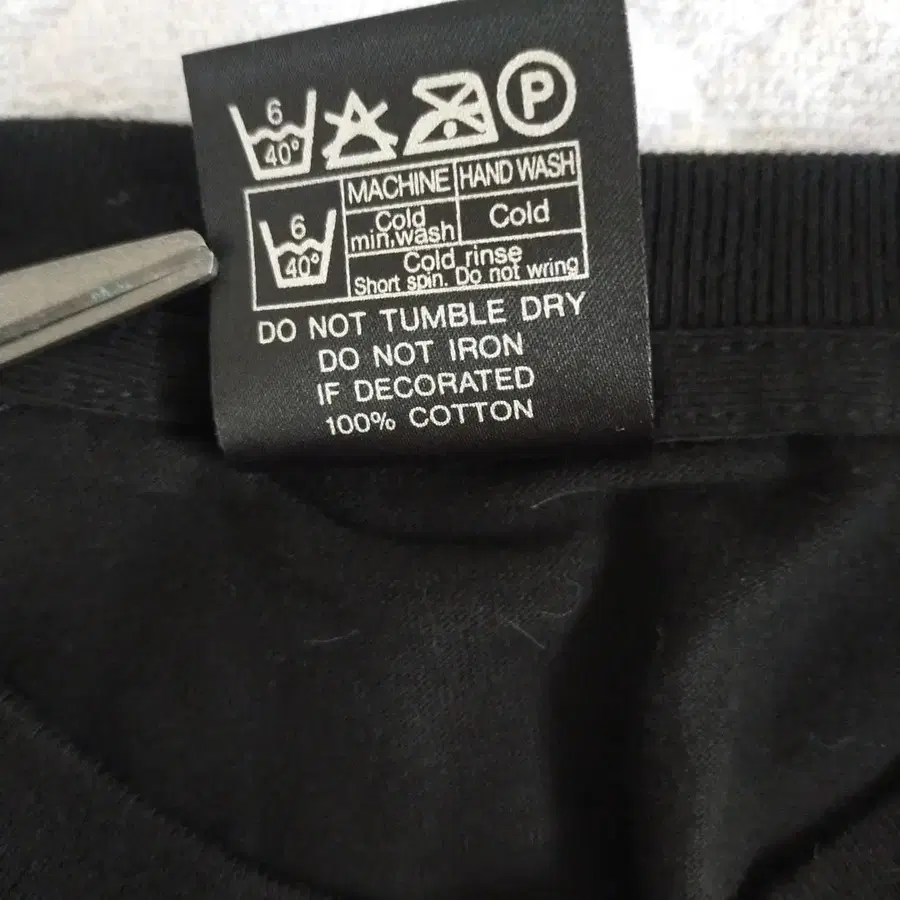 6 40° P
MACHINE HAND WASH
6 40° Cold min.wash Cold
Cold rinse
Short spin. Do not wring
DO NOT TUMBLE DRY
DO NOT IRON
IF DECORATED
100% COTTON